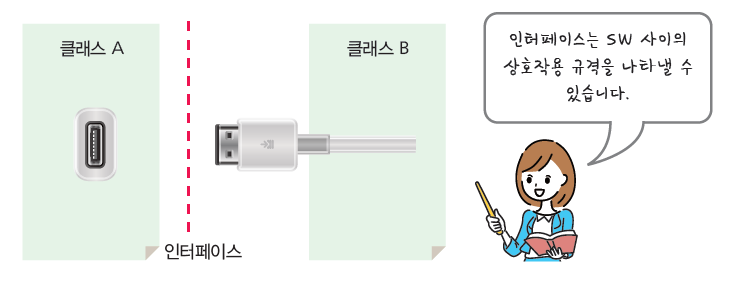 클래스 A
클래스 B
인터페이스
인터페이스는 SW 사이의
상호작용 규격을 나타낼 수
있습니다.